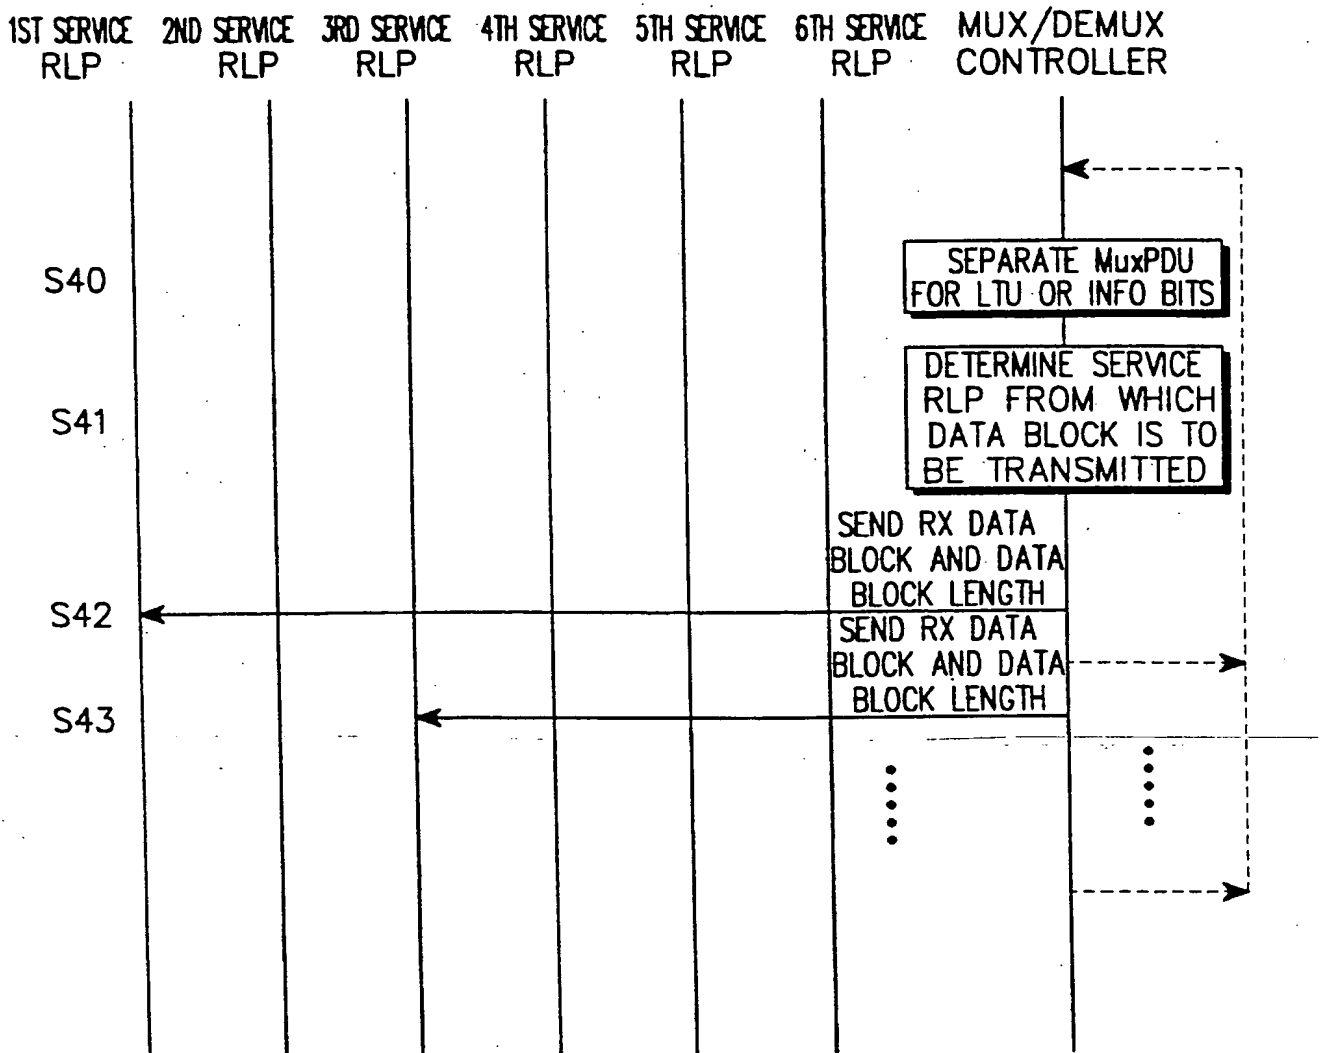 1ST SERVICE RLP
2ND SERVICE RLP
3RD SERVICE RLP
4TH SERVICE RLP
5TH SERVICE RLP
6TH SERVICE RLP
MUX/DEMUX
CONTROLLER
S40
SEPARATE MuxPDU
FOR LTU OR INFO BITS
S41
DETERMINE SERVICE
RLP FROM WHICH
DATA BLOCK IS TO
BE TRANSMITTED
SEND RX DATA
BLOCK AND DATA
BLOCK LENGTH
S42
SEND RX DATA
BLOCK AND DATA
BLOCK LENGTH
S43